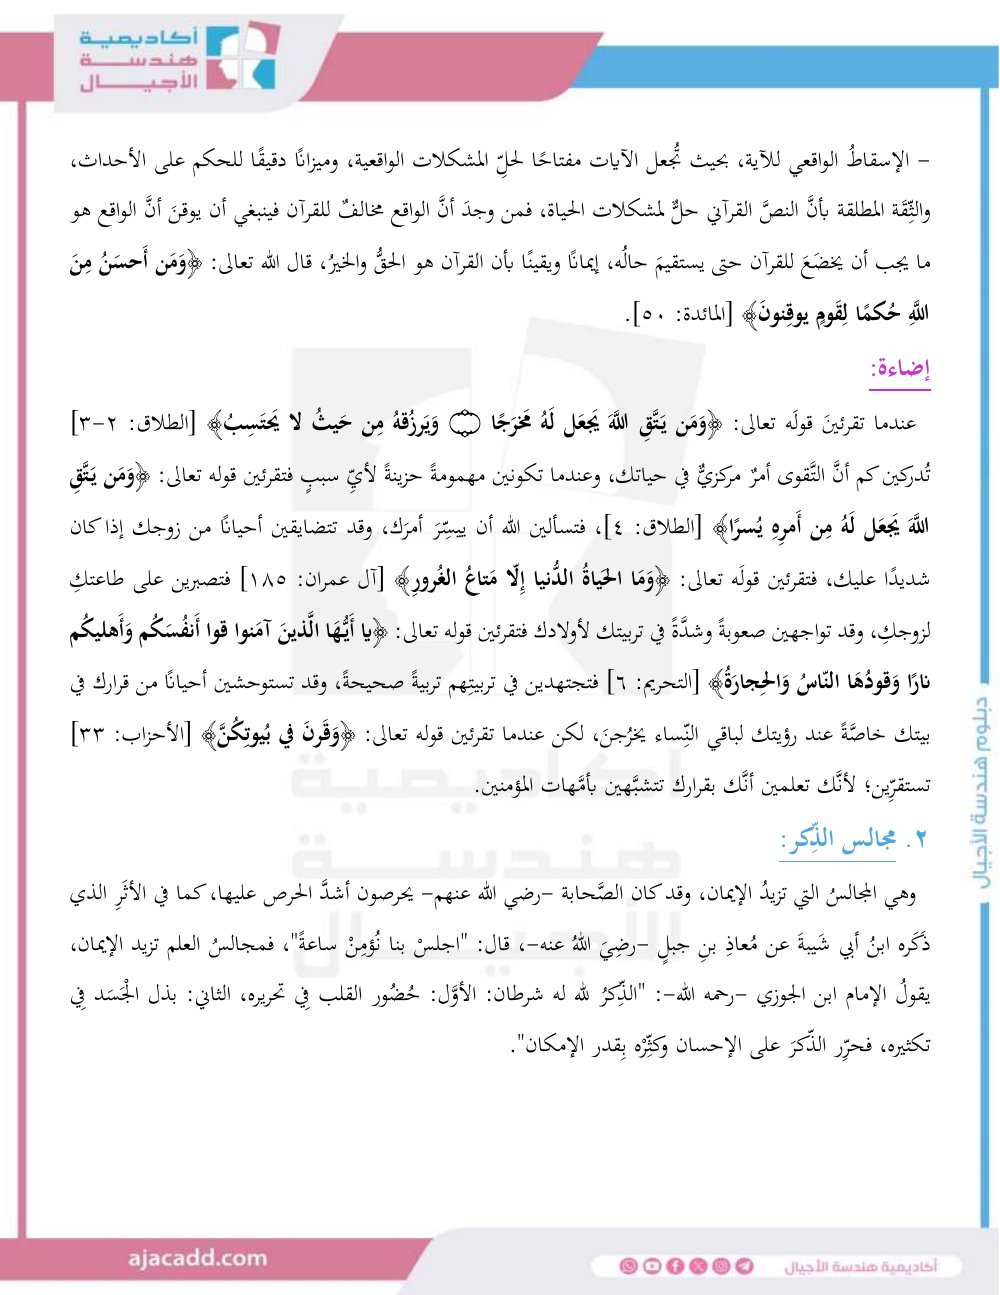 أكاديمية
هندسة
الأجيال
- الإسقاطُ الواقعي للآية، بحيث تُجعل الآيات مفتاحًا لحلّ المشكلات الواقعية، وميزانًا دقيقًا للحكم على الأحداث،
والثِّقَة المطلقة بأنَّ النصَّ القرآني حلٌّ لمشكلات الحياة، فمن وجدَ أنَّ الواقع مخالفٌ للقرآن فينبغي أن يوقنَ أنَّ الواقع هو
ما يجب أن يخضَعَ للقرآن حتى يستقيمَ حالُه، إيمانًا ويقينًا بأن القرآن هو الحقُّ والخيرُ، قال الله تعالى: ﴿وَمَن أَحسَنُ مِنَ
اللَّهِ حُكمًا لِقَومٍ يوقِنونَ﴾ [المائدة: ٥٠].
إضاءة:
عندما تقرئينَ قولَه تعالى: ﴿وَمَن يَتَّقِ اللَّهَ يَجعَل لَهُ مَخرَجًا ۝ وَيَرزُقهُ مِن حَيثُ لا يَحتَسِبُ﴾ [الطلاق: ٢-٣]
تُدركين كم أنَّ التَّقوى أمرٌ مركزيٌّ في حياتك، وعندما تكونين مهمومةً حزينةً لأيِّ سببٍ فتقرئين قوله تعالى: ﴿وَمَن يَتَّقِ
اللَّهَ يَجعَل لَهُ مِن أَمرِهِ يُسرًا﴾ [الطلاق: ٤]، فتسألين الله أن ييسِّرَ أمرَك، وقد تتضايقين أحيانًا من زوجك إذا كان
شديدًا عليك، فتقرئين قولَه تعالى: ﴿وَمَا الحَياةُ الدُّنيا إِلّا مَتاعُ الغُرورِ﴾ [آل عمران: ١٨٥] فتصبرين على طاعتكِ
لزوجكِ، وقد تواجهين صعوبةً وشدَّةً في تربيتك لأولادك فتقرئين قوله تعالى: ﴿يا أَيُّهَا الَّذينَ آمَنوا قوا أَنفُسَكُم وَأَهليكُم
نارًا وَقودُهَا النّاسُ وَالحِجارَةُ﴾ [التحريم: ٦] فتجتهدين في تربيتِهم تربيةً صحيحةً، وقد تستوحشين أحيانًا من قرارك في
بيتك خاصَّةً عند رؤيتك لباقي النِّساء يخرُجنَ، لكن عندما تقرئين قوله تعالى: ﴿وَقَرنَ في بُيوتِكُنَّ﴾ [الأحزاب: ٣٣]
تستقرِّين؛ لأنَّك تعلمين أنَّك بقرارك تتشبَّهين بأمَّهات المؤمنين.
٢. مجالس الذِّكر:
وهي المجالسُ التي تزيدُ الإيمان، وقد كان الصَّحابة -رضي الله عنهم- يحرصون أشدَّ الحرص عليها، كما في الأثَرِ الذي
ذَكَره ابنُ أبي شَيبةَ عن مُعاذِ بنِ جبلٍ -رضِيَ اللهُ عنه-، قال: "اجلسْ بنا نُؤمِنْ ساعةً"، فمجالسُ العلم تزيد الإيمان،
يقولُ الإمام ابن الجوزي -رحمه الله-: "الذِّكرُ لله له شرطان: الأوَّل: حُضُور القلب فِي تحريره، الثاني: بذل الْجَسَد فِي
تكثيره، فحرِّر الذّكرَ على الإحسان وكثِّرْه بِقدر الإمكان".
دبلوم هندسة الأجيال
ajacadd.com
أكاديمية هندسة الأجيال